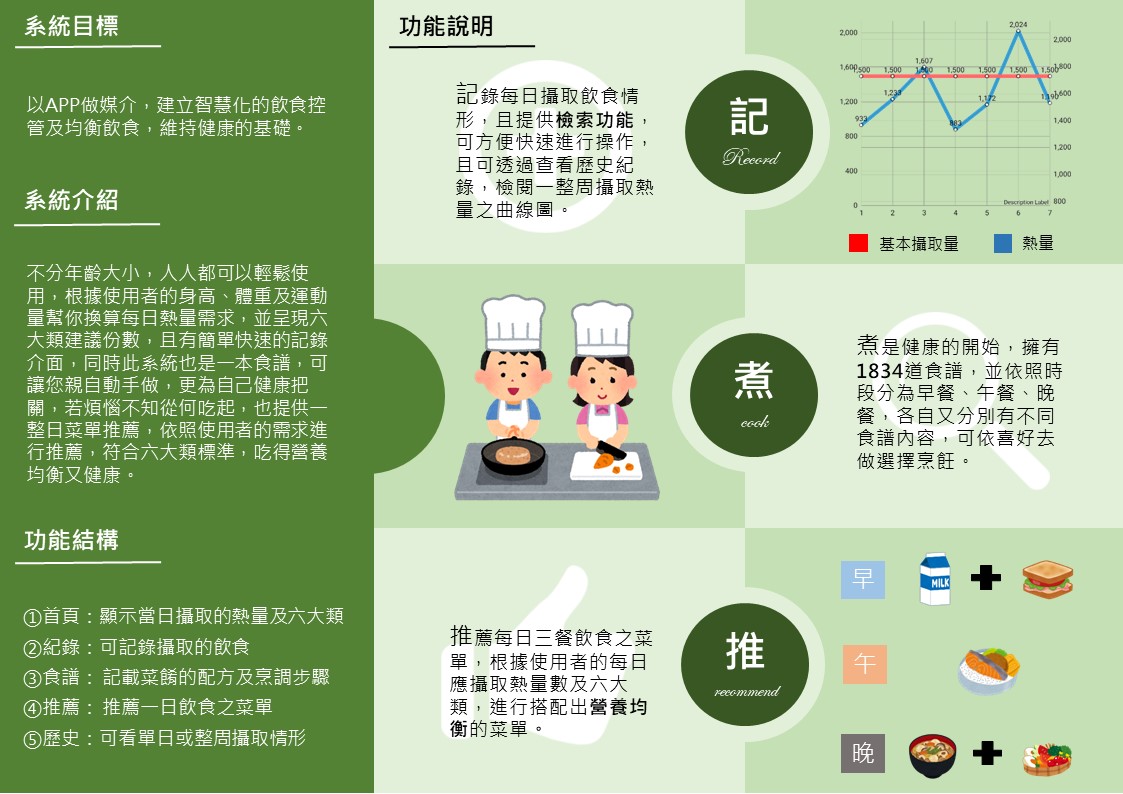 系統目標
以APP做媒介，建立智慧化的飲食控
管及均衡飲食，維持健康的基礎。
系統介紹
不分年齡大小，人人都可以輕鬆使
用，根據使用者的身高、體重及運動
量幫你換算每日熱量需求，並呈現六
大類建議份數，且有簡單快速的記錄
介面，同時此系統也是一本食譜，可
讓您親自動手做，更為自己健康把
關，若煩惱不知從何吃起，也提供一
整日菜單推薦，依照使用者的需求進
行推薦，符合六大類標準，吃得營養
均衡又健康。
功能結構
①首頁：顯示當日攝取的熱量及六大類
②紀錄：可記錄攝取的飲食
③食譜： 記載菜餚的配方及烹調步驟
④推薦： 推薦一日飲食之菜單
⑤歷史：可看單日或整周攝取情形
功能說明
記錄每日攝取飲食情
形，且提供檢索功能，
可方便快速進行操作，
且可透過查看歷史紀
錄，檢閱一整周攝取熱
量之曲線圖。
記
Record
2,000
1,600
1,200
800
400
0
2,024
1,607
1,500 1,500 1,500 1,500 1,500 1,500 1,500
933
1,233
883
1,172
1,190
2,000
1,800
1,600
1,400
1,200
1,000
800
Description Label
1 2 3 4 5 6 7
基本攝取量 熱量
煮
cook
煮是健康的開始，擁有
1834道食譜，並依照時
段分為早餐、午餐、晚
餐，各自又分別有不同
食譜內容，可依喜好去
做選擇烹飪。
推薦每日三餐飲食之菜
單，根據使用者的每日
應攝取熱量數及六大
類，進行搭配出營養均
衡的菜單。
推
recommend
早
MILK
午
晚